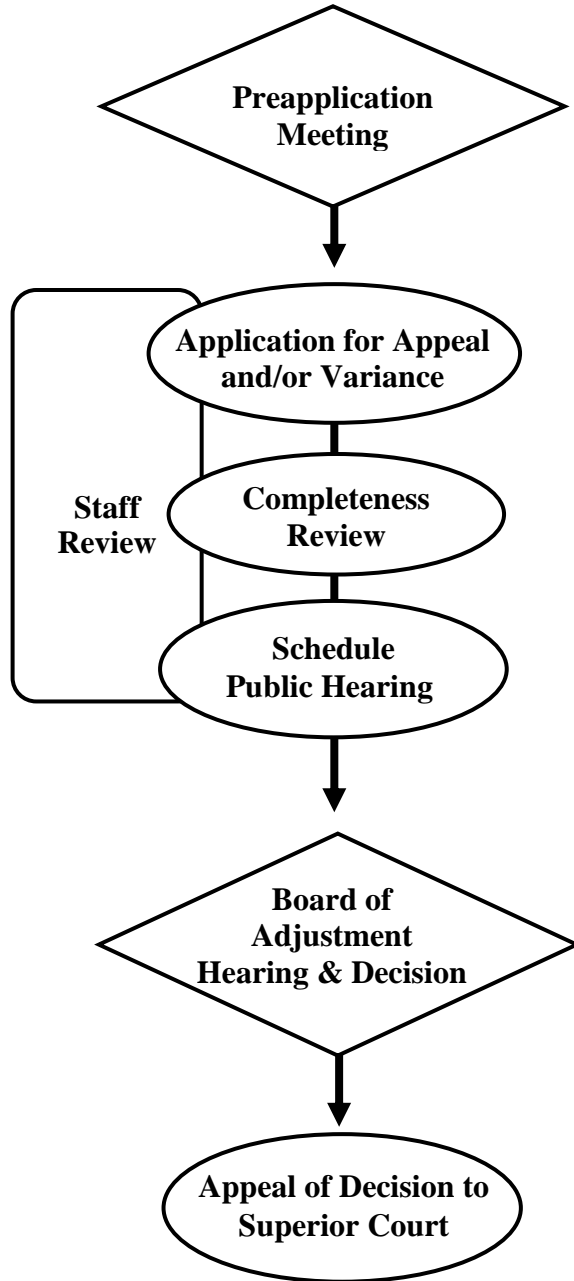 Preapplication
Meeting
Application for Appeal
and/or Variance
Staff
Review
Completeness
Review
Schedule
Public Hearing
Board of
Adjustment
Hearing & Decision
Appeal of Decision to
Superior Court